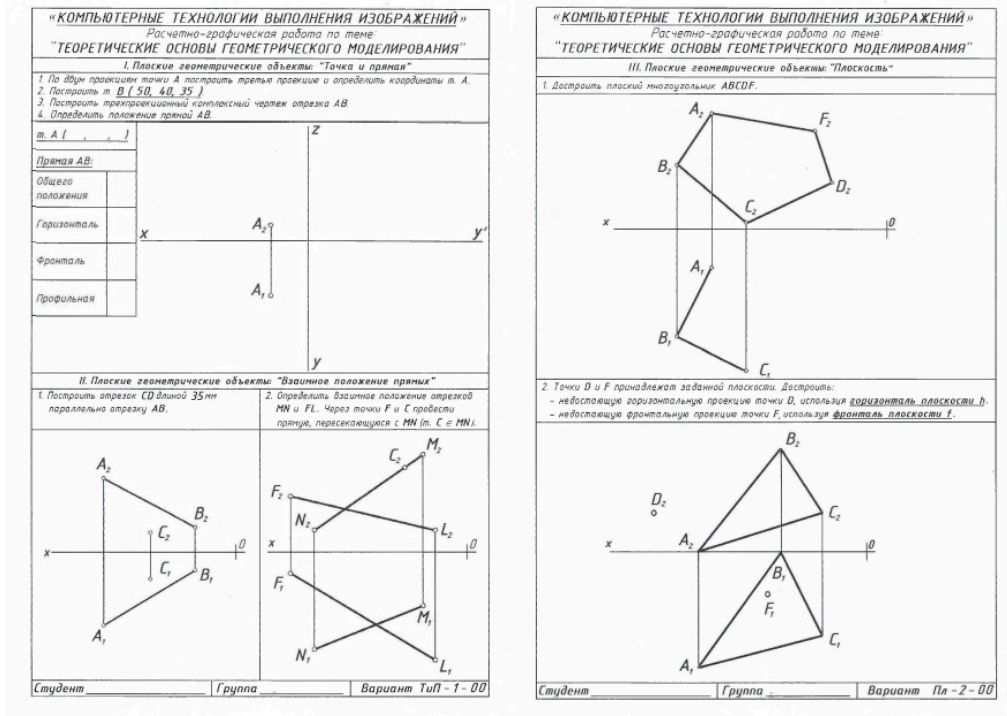 «КОМПЬЮТЕРНЫЕ ТЕХНОЛОГИИ ВЫПОЛНЕНИЯ ИЗОБРАЖЕНИЙ»
Расчетно-графическая работа по теме:
"ТЕОРЕТИЧЕСКИЕ ОСНОВЫ ГЕОМЕТРИЧЕСКОГО МОДЕЛИРОВАНИЯ"
I. Плоские геометрические объекты: "Точка и прямая"
1. По двум проекциям точки А построить третью проекцию и определить координаты т. А.
2. Построить т. B ( 50, 40, 35 )
3. Построить трехпроекционный комплексный чертеж отрезка АВ.
4. Определить положение прямой АВ.
т. А ( , , )
Прямая АВ:
Общего
положения
Горизонталь
Фронталь
Профильная
z
x
y'
A₂
A₁
y
II. Плоские геометрические объекты: "Взаимное положение прямых"
1. Построить отрезок CD длиной 35 мм
параллельно отрезку АВ.
A₂
B₂
C₂
x
0
C₁
B₁
A₁
2. Определить взаимное положение отрезков
MN и FL. Через точки F и C провести
прямую, пересекающуюся с MN (т. C ∈ MN).
M₂
C₂
F₂
N₂
L₂
x
0
F₁
M₁
N₁
L₁
Студент
Группа
Вариант ТиП - 1 - 00
«КОМПЬЮТЕРНЫЕ ТЕХНОЛОГИИ ВЫПОЛНЕНИЯ ИЗОБРАЖЕНИЙ»
Расчетно-графическая работа по теме:
"ТЕОРЕТИЧЕСКИЕ ОСНОВЫ ГЕОМЕТРИЧЕСКОГО МОДЕЛИРОВАНИЯ"
III. Плоские геометрические объекты: "Плоскость"
1. Достроить плоский многоугольник ABCDF.
A₂
F₂
B₂
D₂
C₂
x
0
A₁
B₁
C₁
2. Точки D и F принадлежат заданной плоскости. Достроить:
- недостающую горизонтальную проекцию точки D, используя горизонталь плоскости h.
- недостающую фронтальную проекцию точки F, используя фронталь плоскости f.
B₂
D₂
C₂
A₂
x
0
B₁
F₁
C₁
A₁
Студент
Группа
Вариант Пл - 2 - 00